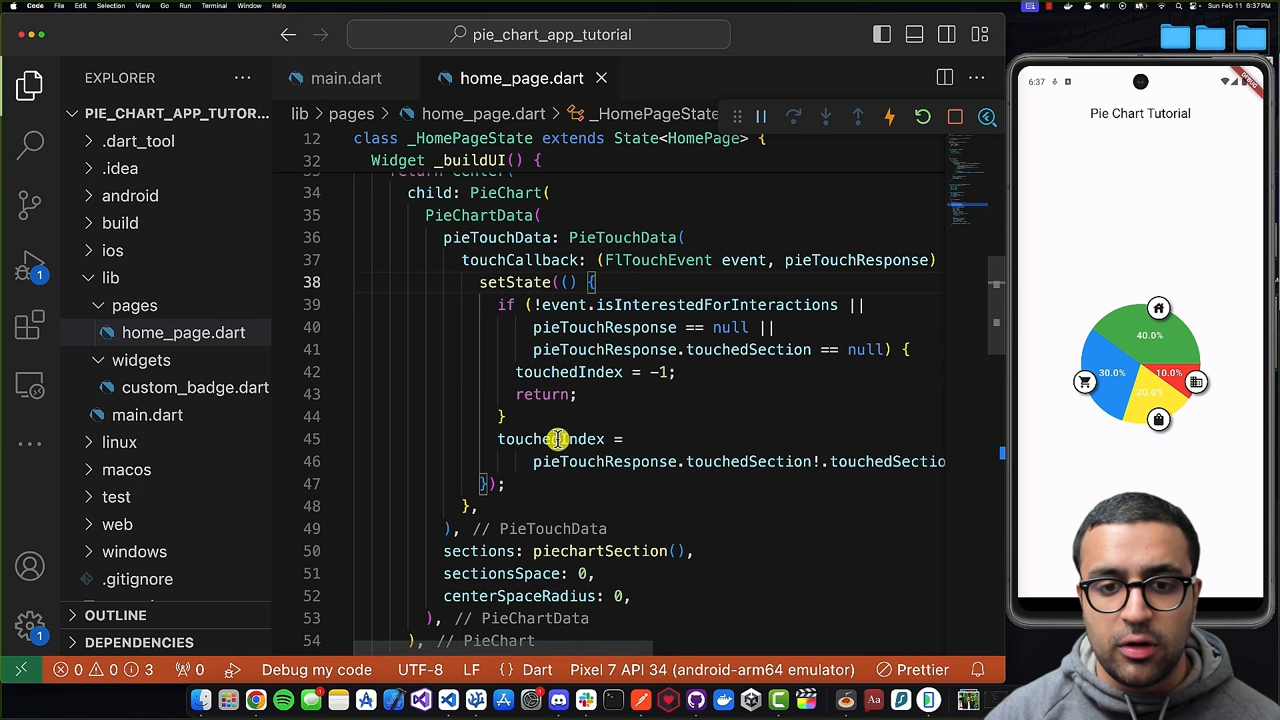 Code File Edit Selection View Go Run Terminal Window Help
Sun Feb 11 6:37 PM
pie_chart_app_tutorial
EXPLORER
main.dart
home_page.dart
PIE_CHART_APP_TUTOR...
.dart_tool
.idea
android
build
ios
lib
pages
home_page.dart
widgets
custom_badge.dart
main.dart
linux
macos
test
web
windows
.gitignore
OUTLINE
DEPENDENCIES
1
1
lib > pages > home_page.dart > _HomePageState
12 class _HomePageState extends State<HomePage> {
32 Widget _buildUI() {
34 child: PieChart(
35 PieChartData(
36 pieTouchData: PieTouchData(
37 touchCallback: (FlTouchEvent event, pieTouchResponse)
38 setState(() {
39 if (!event.isInterestedForInteractions ||
40 pieTouchResponse == null ||
41 pieTouchResponse.touchedSection == null) {
42 touchedIndex = -1;
43 return;
44 }
45 touchedIndex =
46 pieTouchResponse.touchedSection!.touchedSectio
47 });
48 },
49 ), // PieTouchData
50 sections: piechartSection(),
51 sectionsSpace: 0,
52 centerSpaceRadius: 0,
53 ), // PieChartData
54 ), // PieChart
0 0 3 0 Debug my code UTF-8 LF {} Dart Pixel 7 API 34 (android-arm64 emulator) Prettier
6:37
DEBUG
Pie Chart Tutorial
40.0%
30.0%
10.0%
20.0%